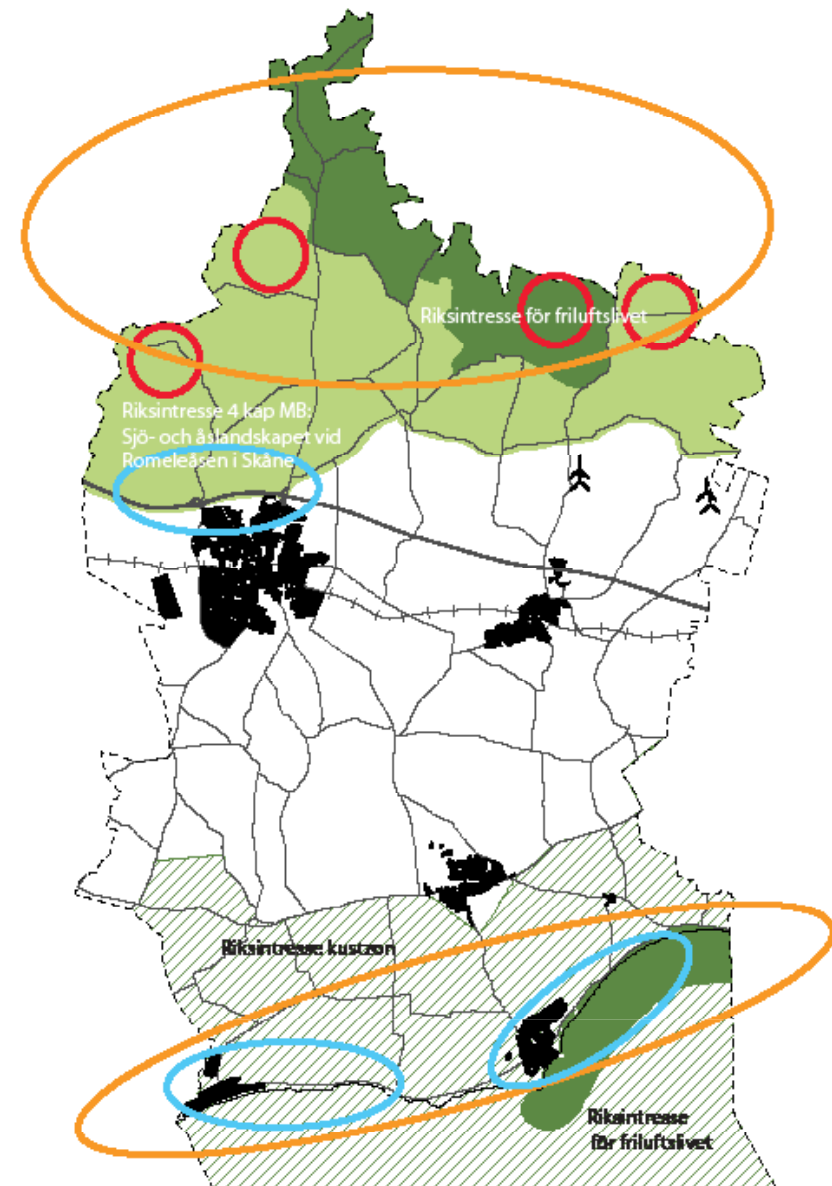 Riksintresse för friluftslivet
Riksintresse 4 kap MB:
Sjö- och åslandskapet vid
Romeleåsen i Skåne
Riksintresse kustzon
Riksintresse
för friluftslivet